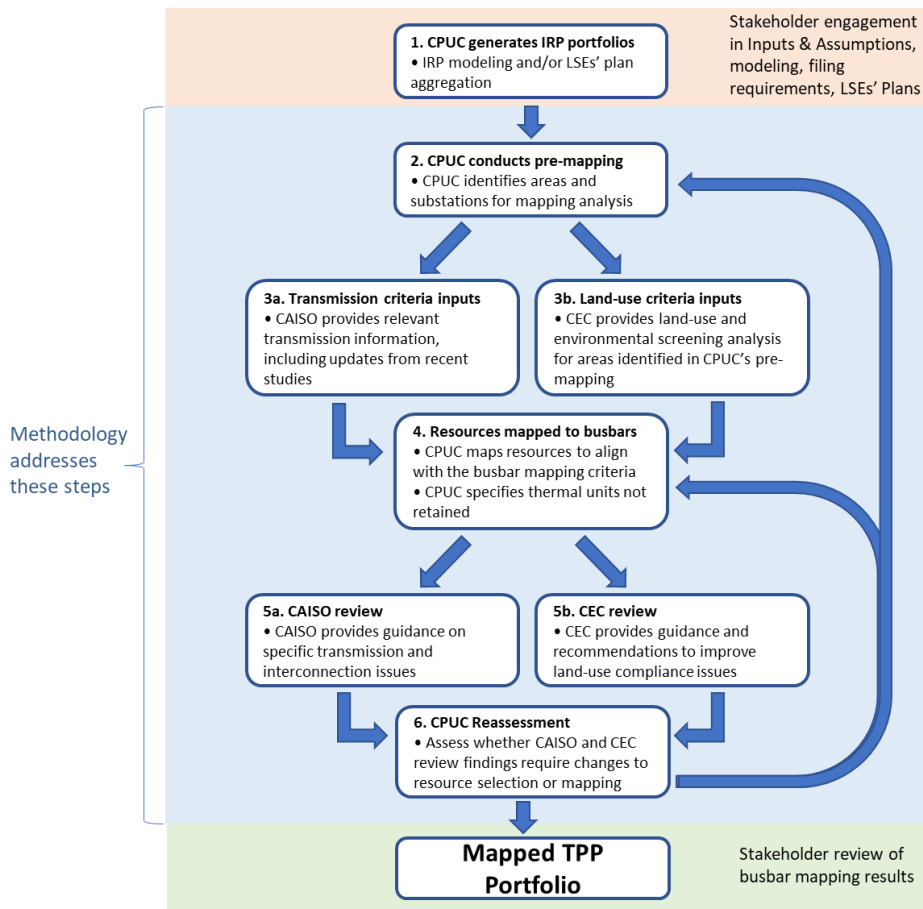 Stakeholder engagement
in Inputs & Assumptions,
modeling, filing
requirements, LSEs' Plans
1. CPUC generates IRP portfolios
• IRP modeling and/or LSEs' plan
aggregation
2. CPUC conducts pre-mapping
• CPUC identifies areas and
substations for mapping analysis
3a. Transmission criteria inputs
• CAISO provides relevant
transmission information,
including updates from recent
studies
3b. Land-use criteria inputs
• CEC provides land-use and
environmental screening analysis
for areas identified in CPUC's pre-
mapping
Methodology
addresses
these steps
4. Resources mapped to busbars
• CPUC maps resources to align
with the busbar mapping criteria
• CPUC specifies thermal units not
retained
5a. CAISO review
• CAISO provides guidance on
specific transmission and
interconnection issues
5b. CEC review
• CEC provides guidance and
recommendations to improve
land-use compliance issues
6. CPUC Reassessment
• Assess whether CAISO and CEC
review findings require changes to
resource selection or mapping
Mapped TPP
Portfolio
Stakeholder review of
busbar mapping results